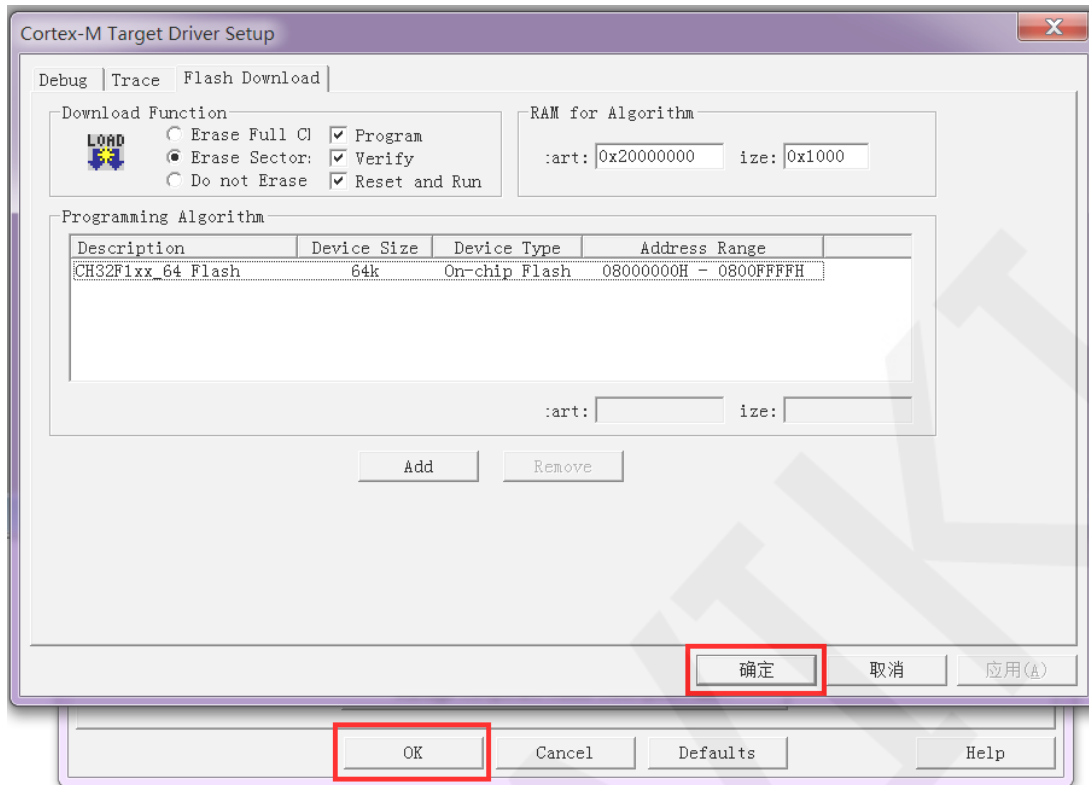 Cortex-M Target Driver Setup
Debug Trace Flash Download
Download Function
LOAD
Erase Full Cl
Program
Erase Sector:
Verify
Do not Erase
Reset and Run
RAM for Algorithm
:art: 0x20000000 ize: 0x1000
Programming Algorithm
Description Device Size Device Type Address Range
CH32F1xx_64 Flash 64k On-chip Flash 08000000H - 0800FFFFH
:art: ize:
Add Remove
确定 取消 应用(A)
OK Cancel Defaults Help